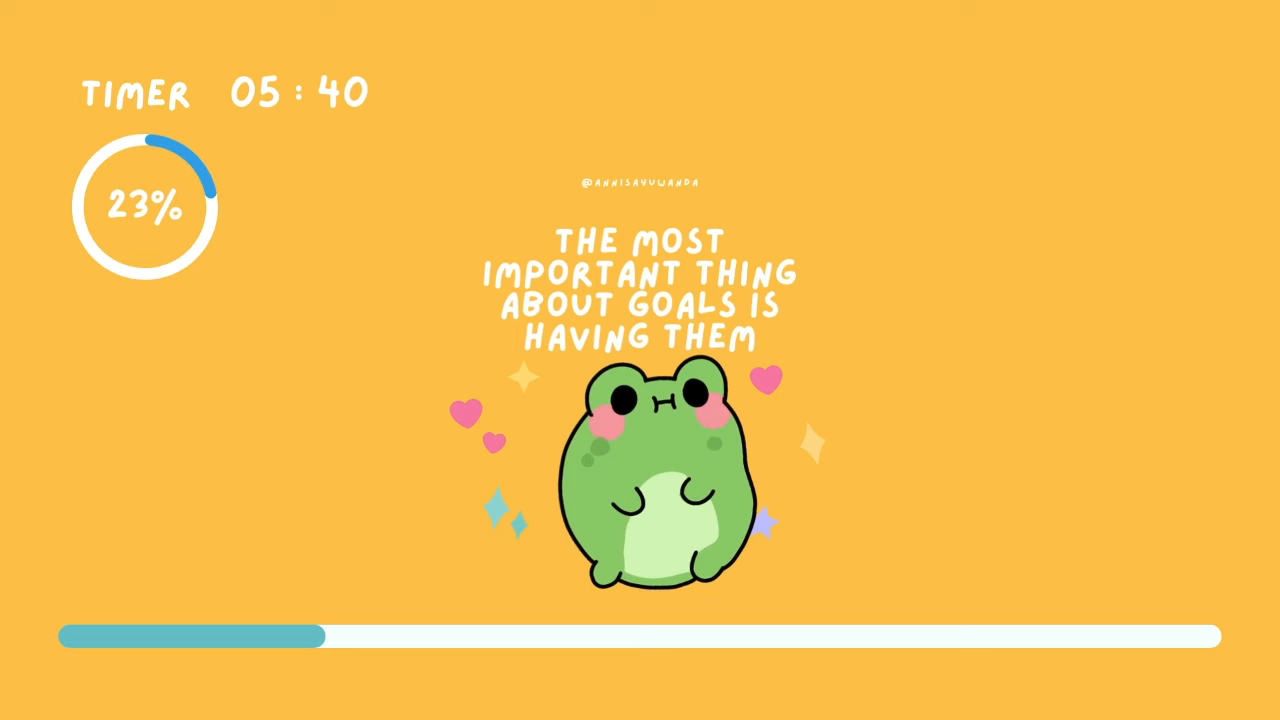 TIMER 05 : 40
23%
@ANNISAYUWANDA
THE MOST
IMPORTANT THING
ABOUT GOALS IS
HAVING THEM